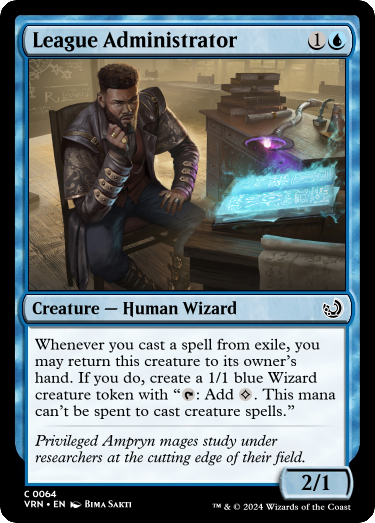 League Administrator 1
Creature — Human Wizard
Whenever you cast a spell from exile, you
may return this creature to its owner's
hand. If you do, create a 1/1 blue Wizard
creature token with “: Add . This mana
can't be spent to cast creature spells.”
Privileged Ampryn mages study under
researchers at the cutting edge of their field.
2/1
C 0064
VRN • EN Bima Sakti
™ & © 2024 Wizards of the Coast